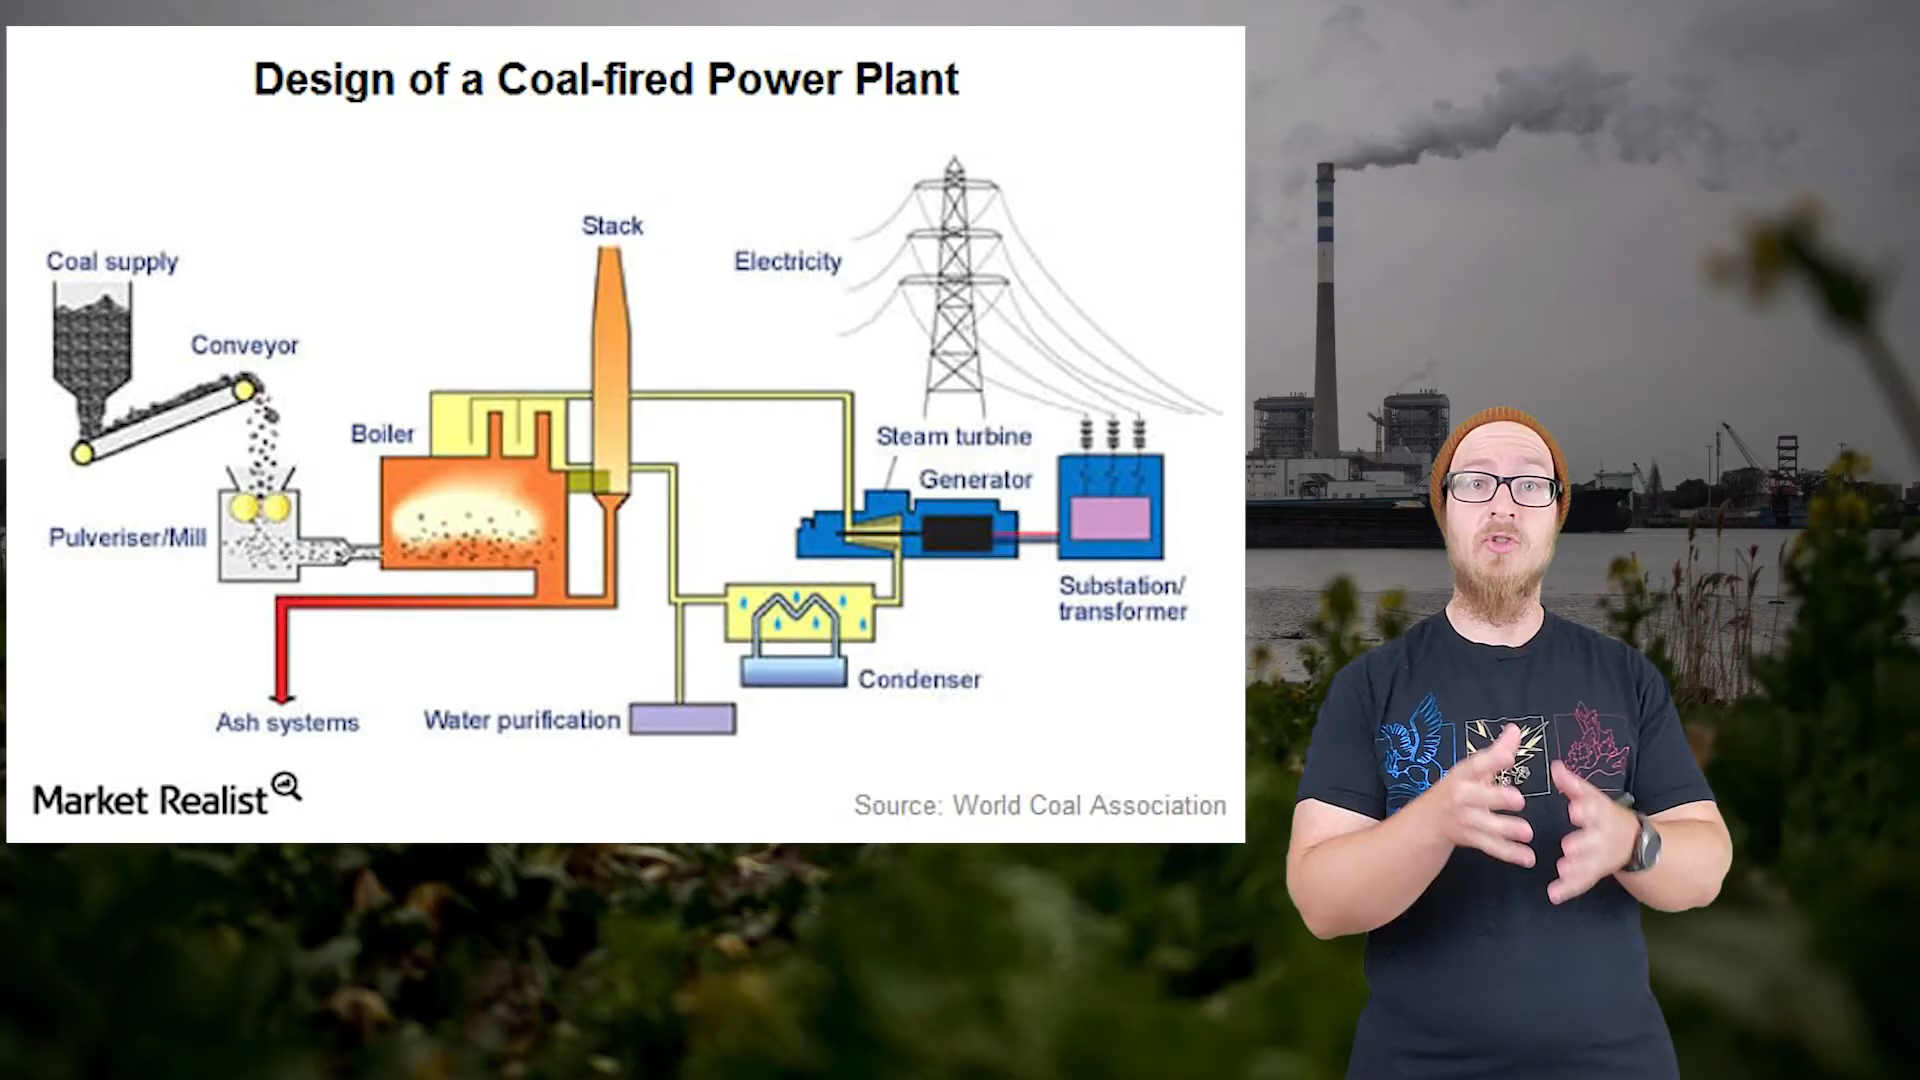 Design of a Coal-fired Power Plant
Stack
Coal supply
Electricity
Conveyor
Boiler
Steam turbine
Generator
Pulveriser/Mill
Substation/
transformer
Condenser
Ash systems
Water purification
Market Realist
Source: World Coal Association